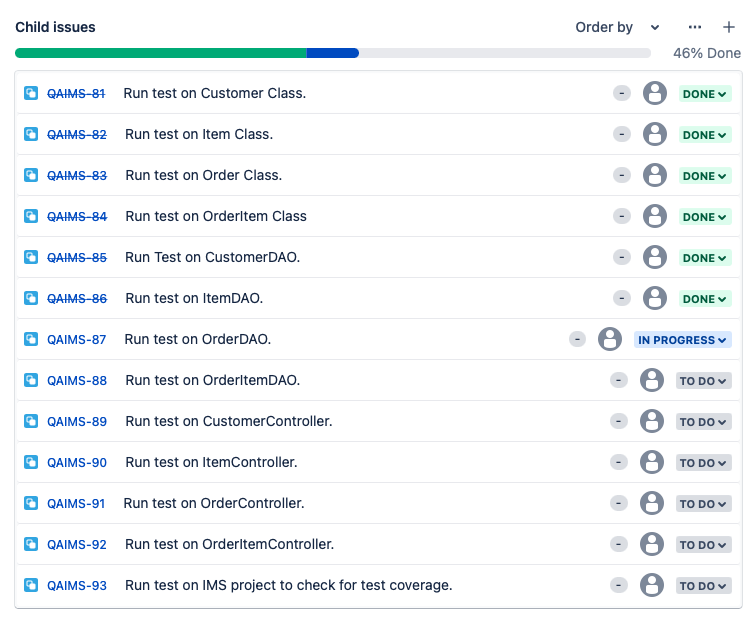 Child issues Order by
46% Done
QAIMS-81 Run test on Customer Class. - DONE
QAIMS-82 Run test on Item Class. - DONE
QAIMS-83 Run test on Order Class. - DONE
QAIMS-84 Run test on OrderItem Class - DONE
QAIMS-85 Run Test on CustomerDAO. - DONE
QAIMS-86 Run test on ItemDAO. - DONE
QAIMS-87 Run test on OrderDAO. - IN PROGRESS
QAIMS-88 Run test on OrderItemDAO. - TO DO
QAIMS-89 Run test on CustomerController. - TO DO
QAIMS-90 Run test on ItemController. - TO DO
QAIMS-91 Run test on OrderController. - TO DO
QAIMS-92 Run test on OrderItemController. - TO DO
QAIMS-93 Run test on IMS project to check for test coverage. - TO DO